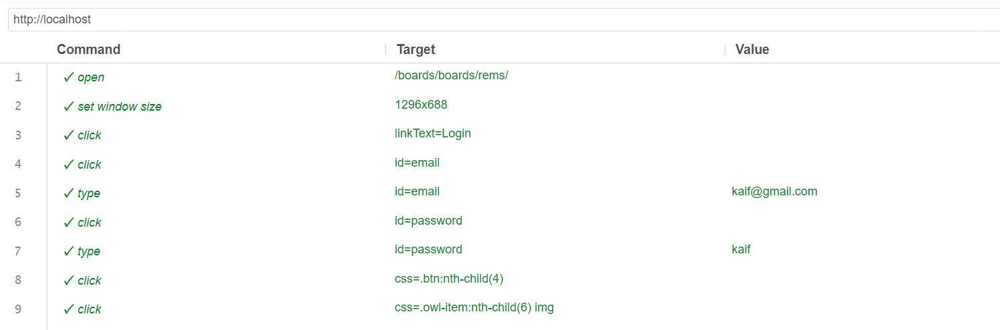 http://localhost
Command Target Value
1 ✓ open /boards/boards/rems/
2 ✓ set window size 1296x688
3 ✓ click linkText=Login
4 ✓ click id=email
5 ✓ type id=email kaif@gmail.com
6 ✓ click id=password
7 ✓ type id=password kaif
8 ✓ click css=.btn:nth-child(4)
9 ✓ click css=.owl-item:nth-child(6) img